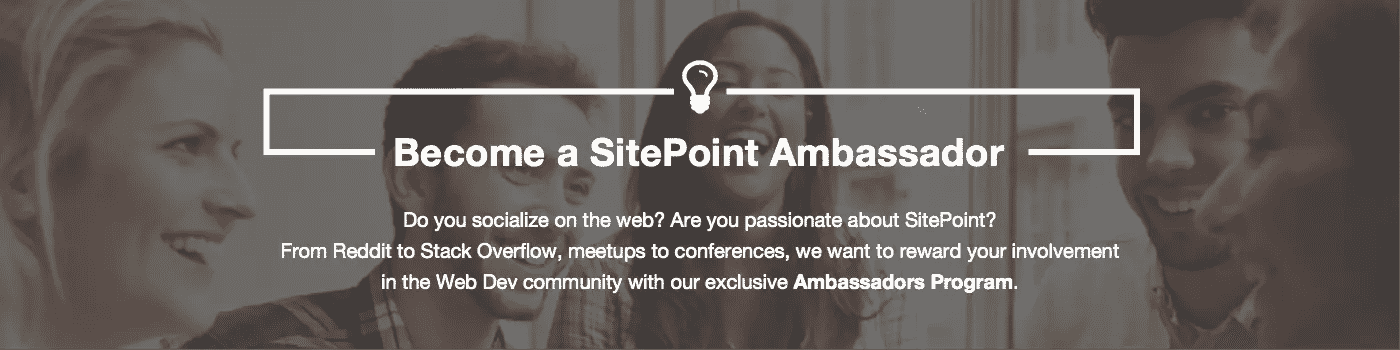 Become a SitePoint Ambassador
Do you socialize on the web? Are you passionate about SitePoint?
From Reddit to Stack Overflow, meetups to conferences, we want to reward your involvement
in the Web Dev community with our exclusive Ambassadors Program.